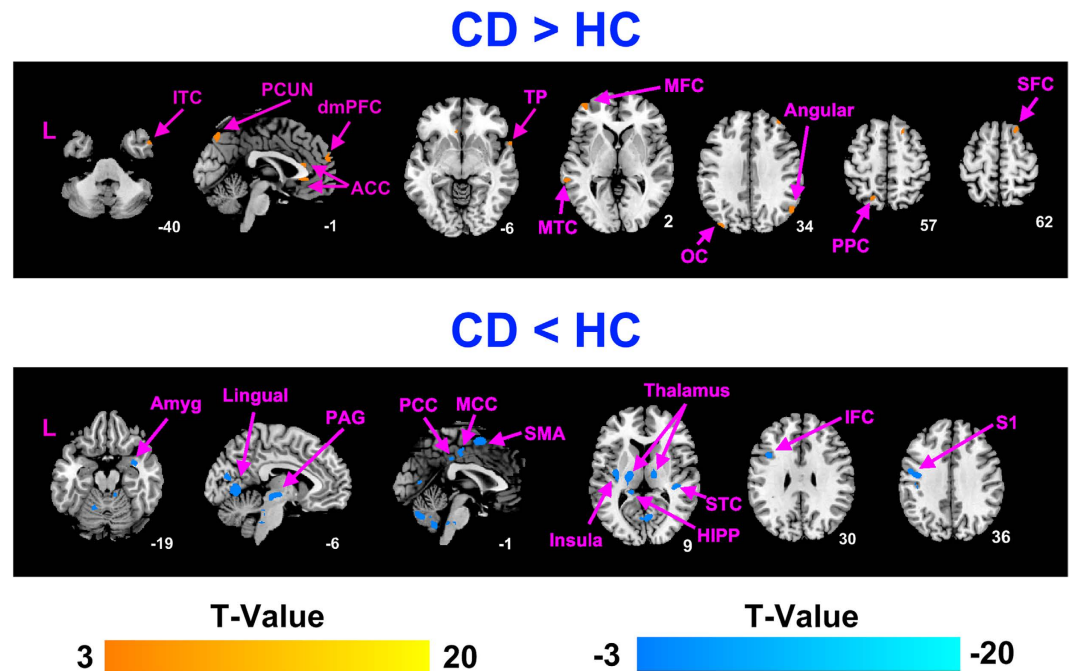 CD > HC
ITC
PCUN
dmPFC
TP
MFC
Angular
SFC
L
ACC
MTC
OC
PPC
-40
-1
-6
2
34
57
62
CD < HC
Amyg
Lingual
PAG
PCC
MCC
SMA
Thalamus
IFC
S1
L
Insula
HIPP
STC
-19
-6
-1
9
30
36
T-Value
3
20
T-Value
-3
-20